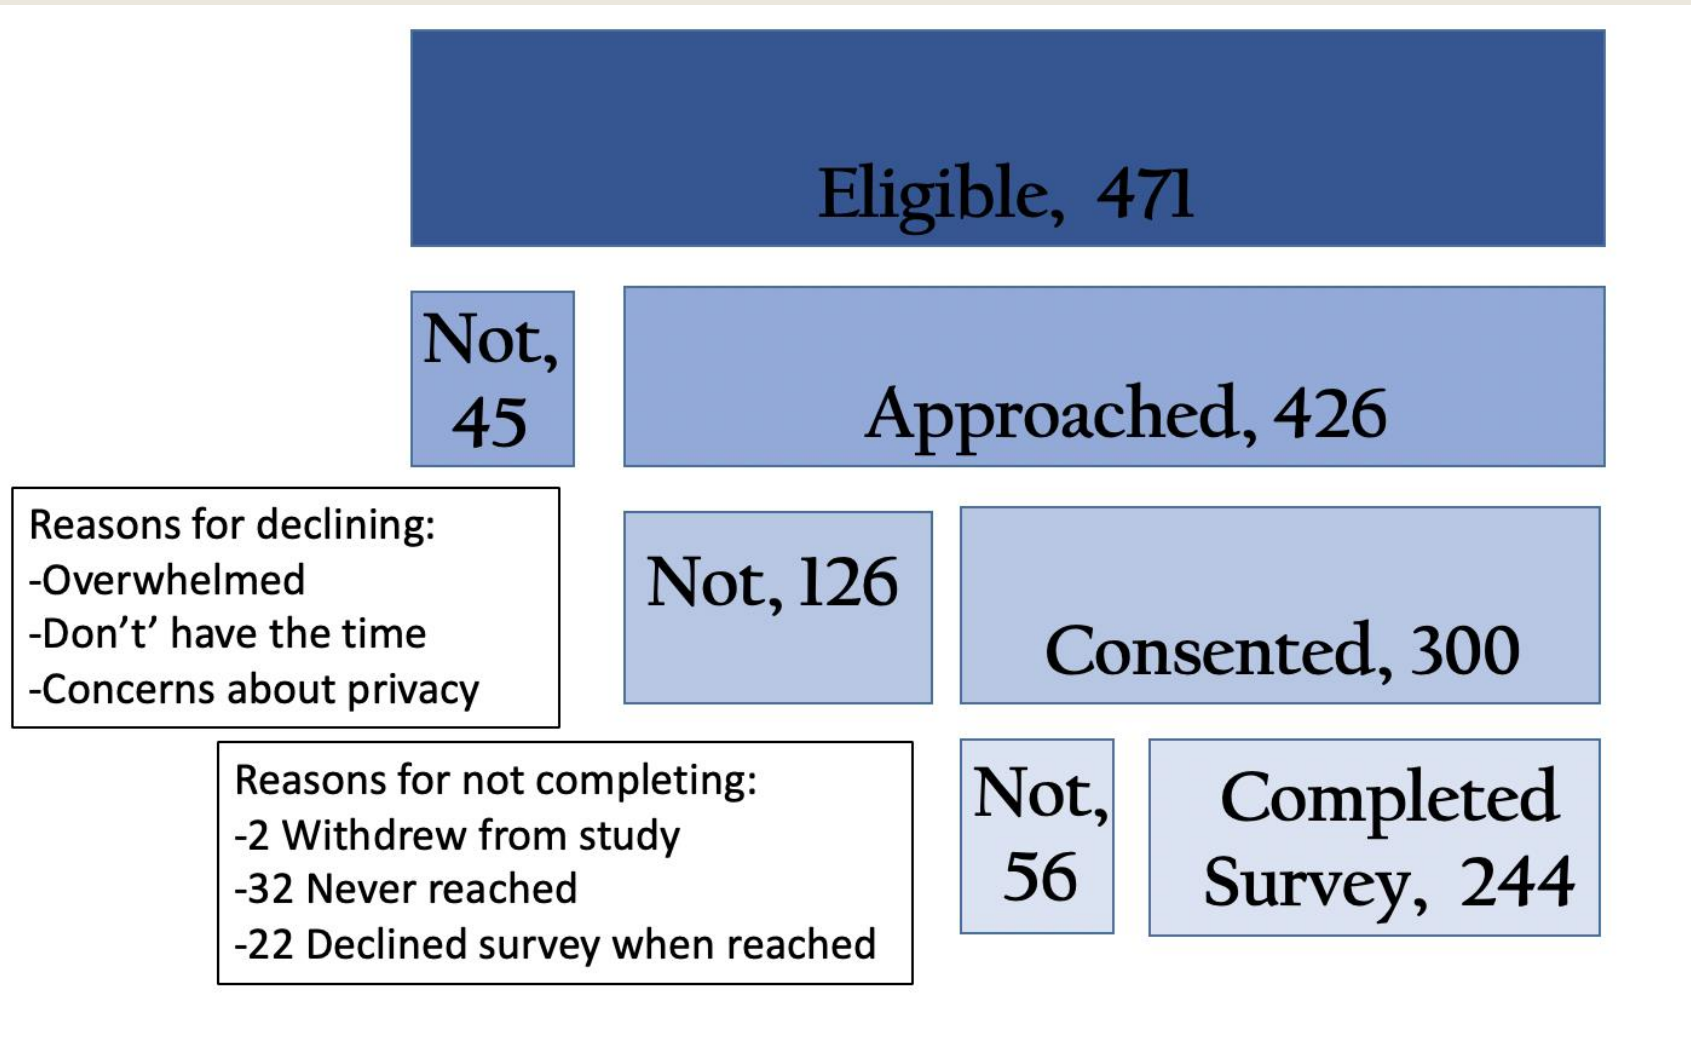 Eligible, 471
Not,
45
Approached, 426
Reasons for declining:
-Overwhelmed
-Don’t’ have the time
-Concerns about privacy
Not, 126
Consented, 300
Reasons for not completing:
-2 Withdrew from study
-32 Never reached
-22 Declined survey when reached
Not,
56
Completed
Survey, 244